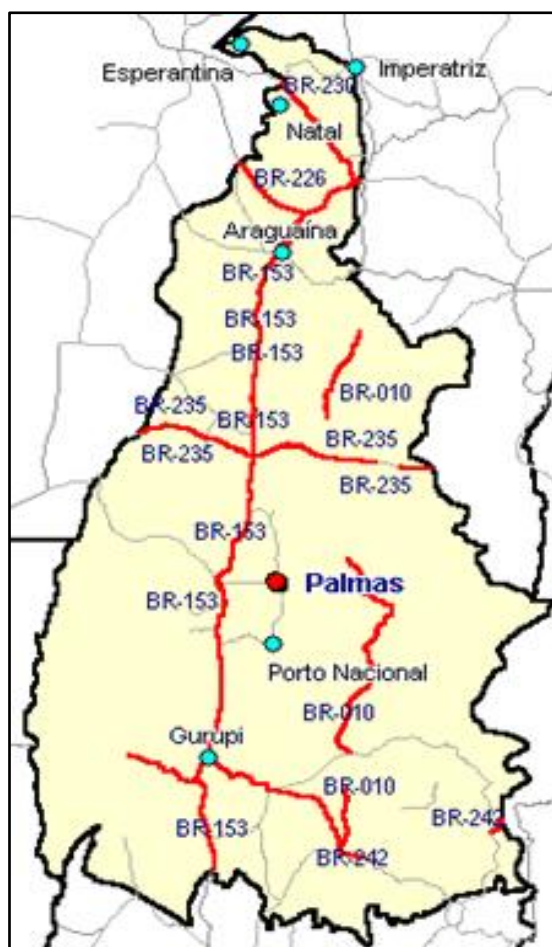 Esperantina
Imperatriz
BR-230
Natal
BR-226
Araguaína
BR-153
BR-153
BR-153
BR-010
BR-235
BR-153
BR-235
BR-235
BR-235
BR-153
Palmas
BR-153
Porto Nacional
BR-010
Gurupi
BR-010
BR-242
BR-153
BR-242